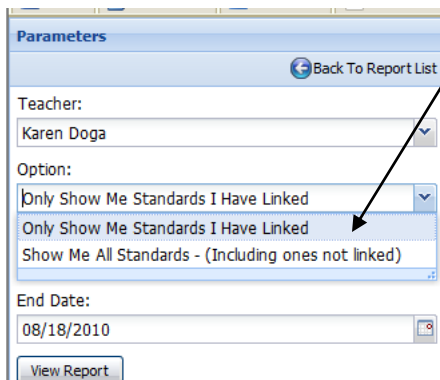 Parameters
Back To Report List
Teacher:
Karen Doga
Option:
Only Show Me Standards I Have Linked
Only Show Me Standards I Have Linked
Show Me All Standards - (Including ones not linked)
End Date:
08/18/2010
View Report